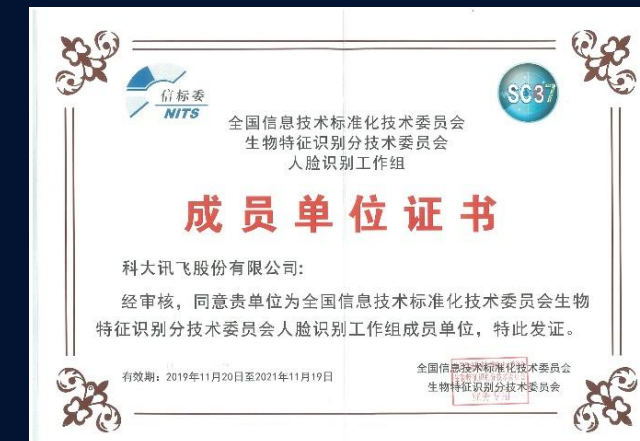 信标委
NITS
SC37
全国信息技术标准化技术委员会
生物特征识别分技术委员会
人脸识别工作组
成员单位证书
科大讯飞股份有限公司:
经审核，同意贵单位为全国信息技术标准化技术委员会生物
特征识别分技术委员会人脸识别工作组成员单位，特此发证。
有效期：2019年11月20日至2021年11月19日
全国信息技术标准化技术委员会
生物特征识别分技术委员会